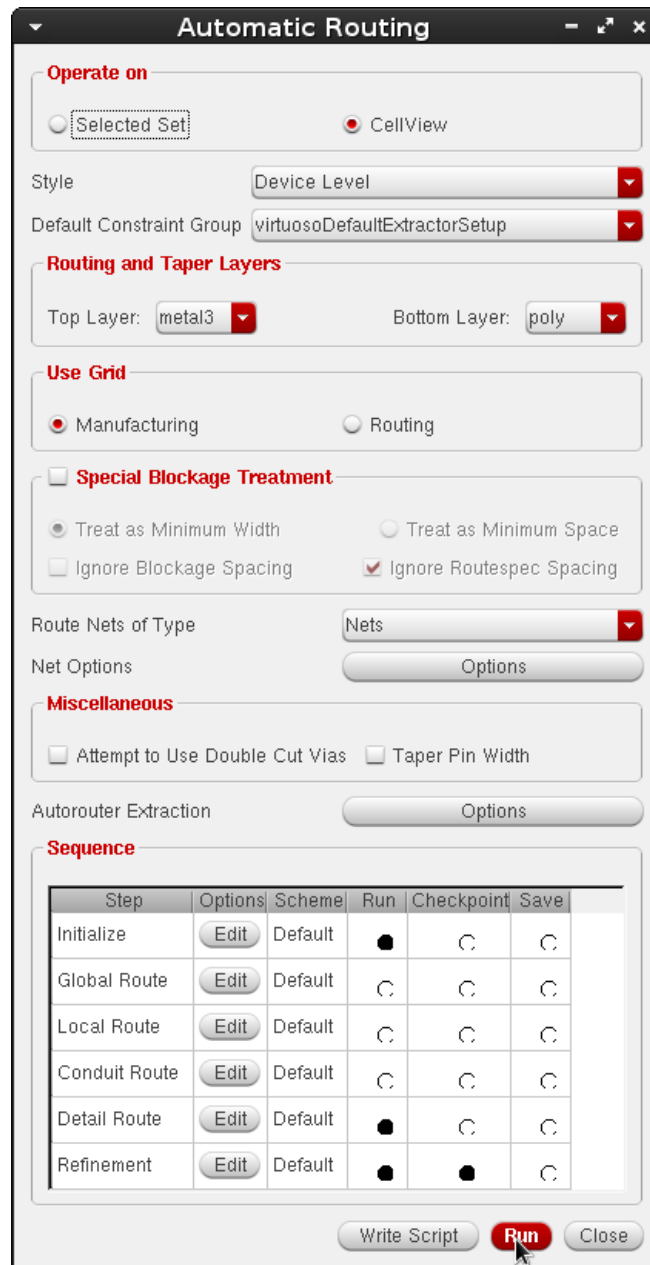 Automatic Routing
Operate on
Selected Set CellView
Style Device Level
Default Constraint Group virtuosoDefaultExtractorSetup
Routing and Taper Layers
Top Layer: metal3 Bottom Layer: poly
Use Grid
Manufacturing Routing
Special Blockage Treatment
Treat as Minimum Width Treat as Minimum Space
Ignore Blockage Spacing Ignore Routespec Spacing
Route Nets of Type Nets
Net Options Options
Miscellaneous
Attempt to Use Double Cut Vias Taper Pin Width
Autorouter Extraction Options
Sequence
Step Options Scheme Run Checkpoint Save
Initialize Edit Default
Global Route Edit Default
Local Route Edit Default
Conduit Route Edit Default
Detail Route Edit Default
Refinement Edit Default
Write Script Run Close